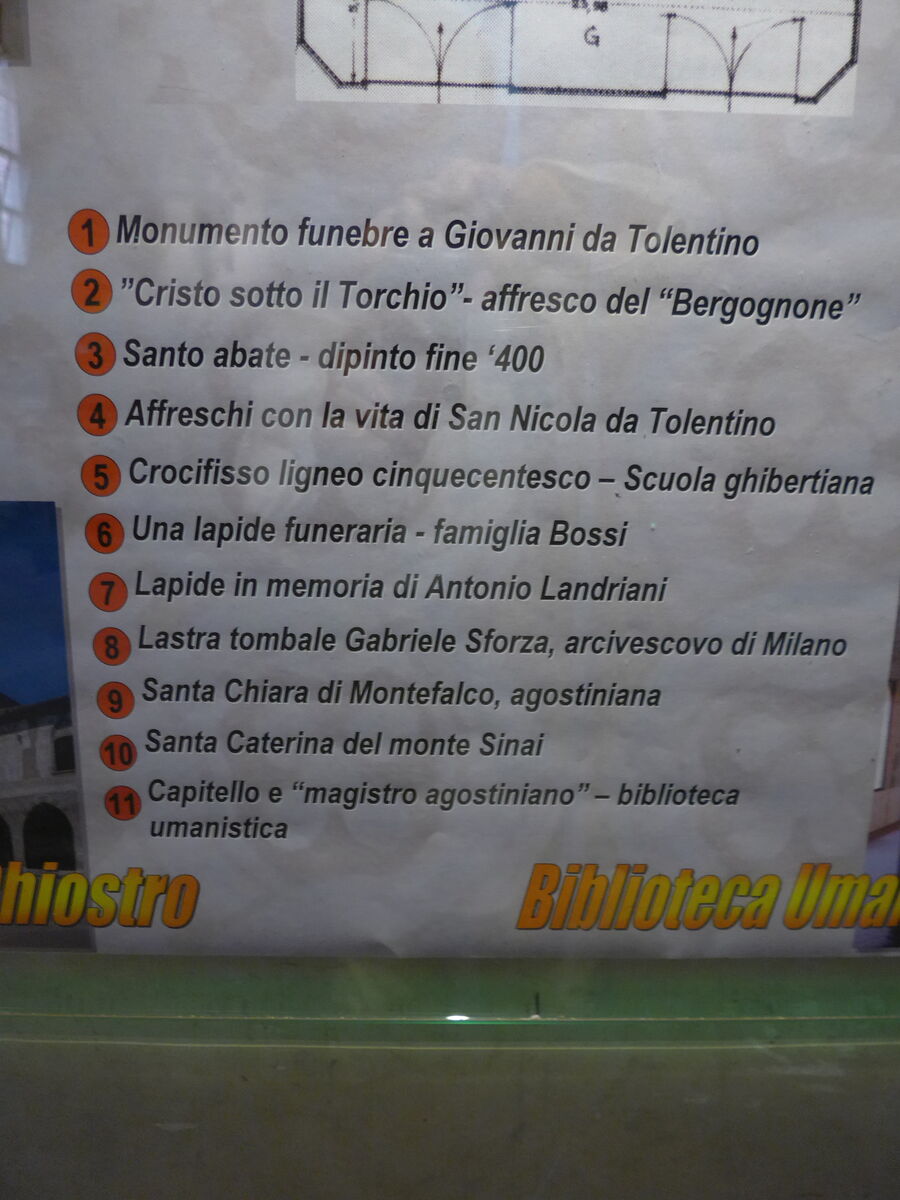 G
1 Monumento funebre a Giovanni da Tolentino
2 ”Cristo sotto il Torchio”- affresco del “Bergognone”
3 Santo abate - dipinto fine ‘400
4 Affreschi con la vita di San Nicola da Tolentino
5 Crocifisso ligneo cinquecentesco – Scuola ghibertiana
6 Una lapide funeraria - famiglia Bossi
7 Lapide in memoria di Antonio Landriani
8 Lastra tombale Gabriele Sforza, arcivescovo di Milano
9 Santa Chiara di Montefalco, agostiniana
10 Santa Caterina del monte Sinai
11 Capitello e “magistro agostiniano” – biblioteca
umanistica
hiostro
Biblioteca Uma